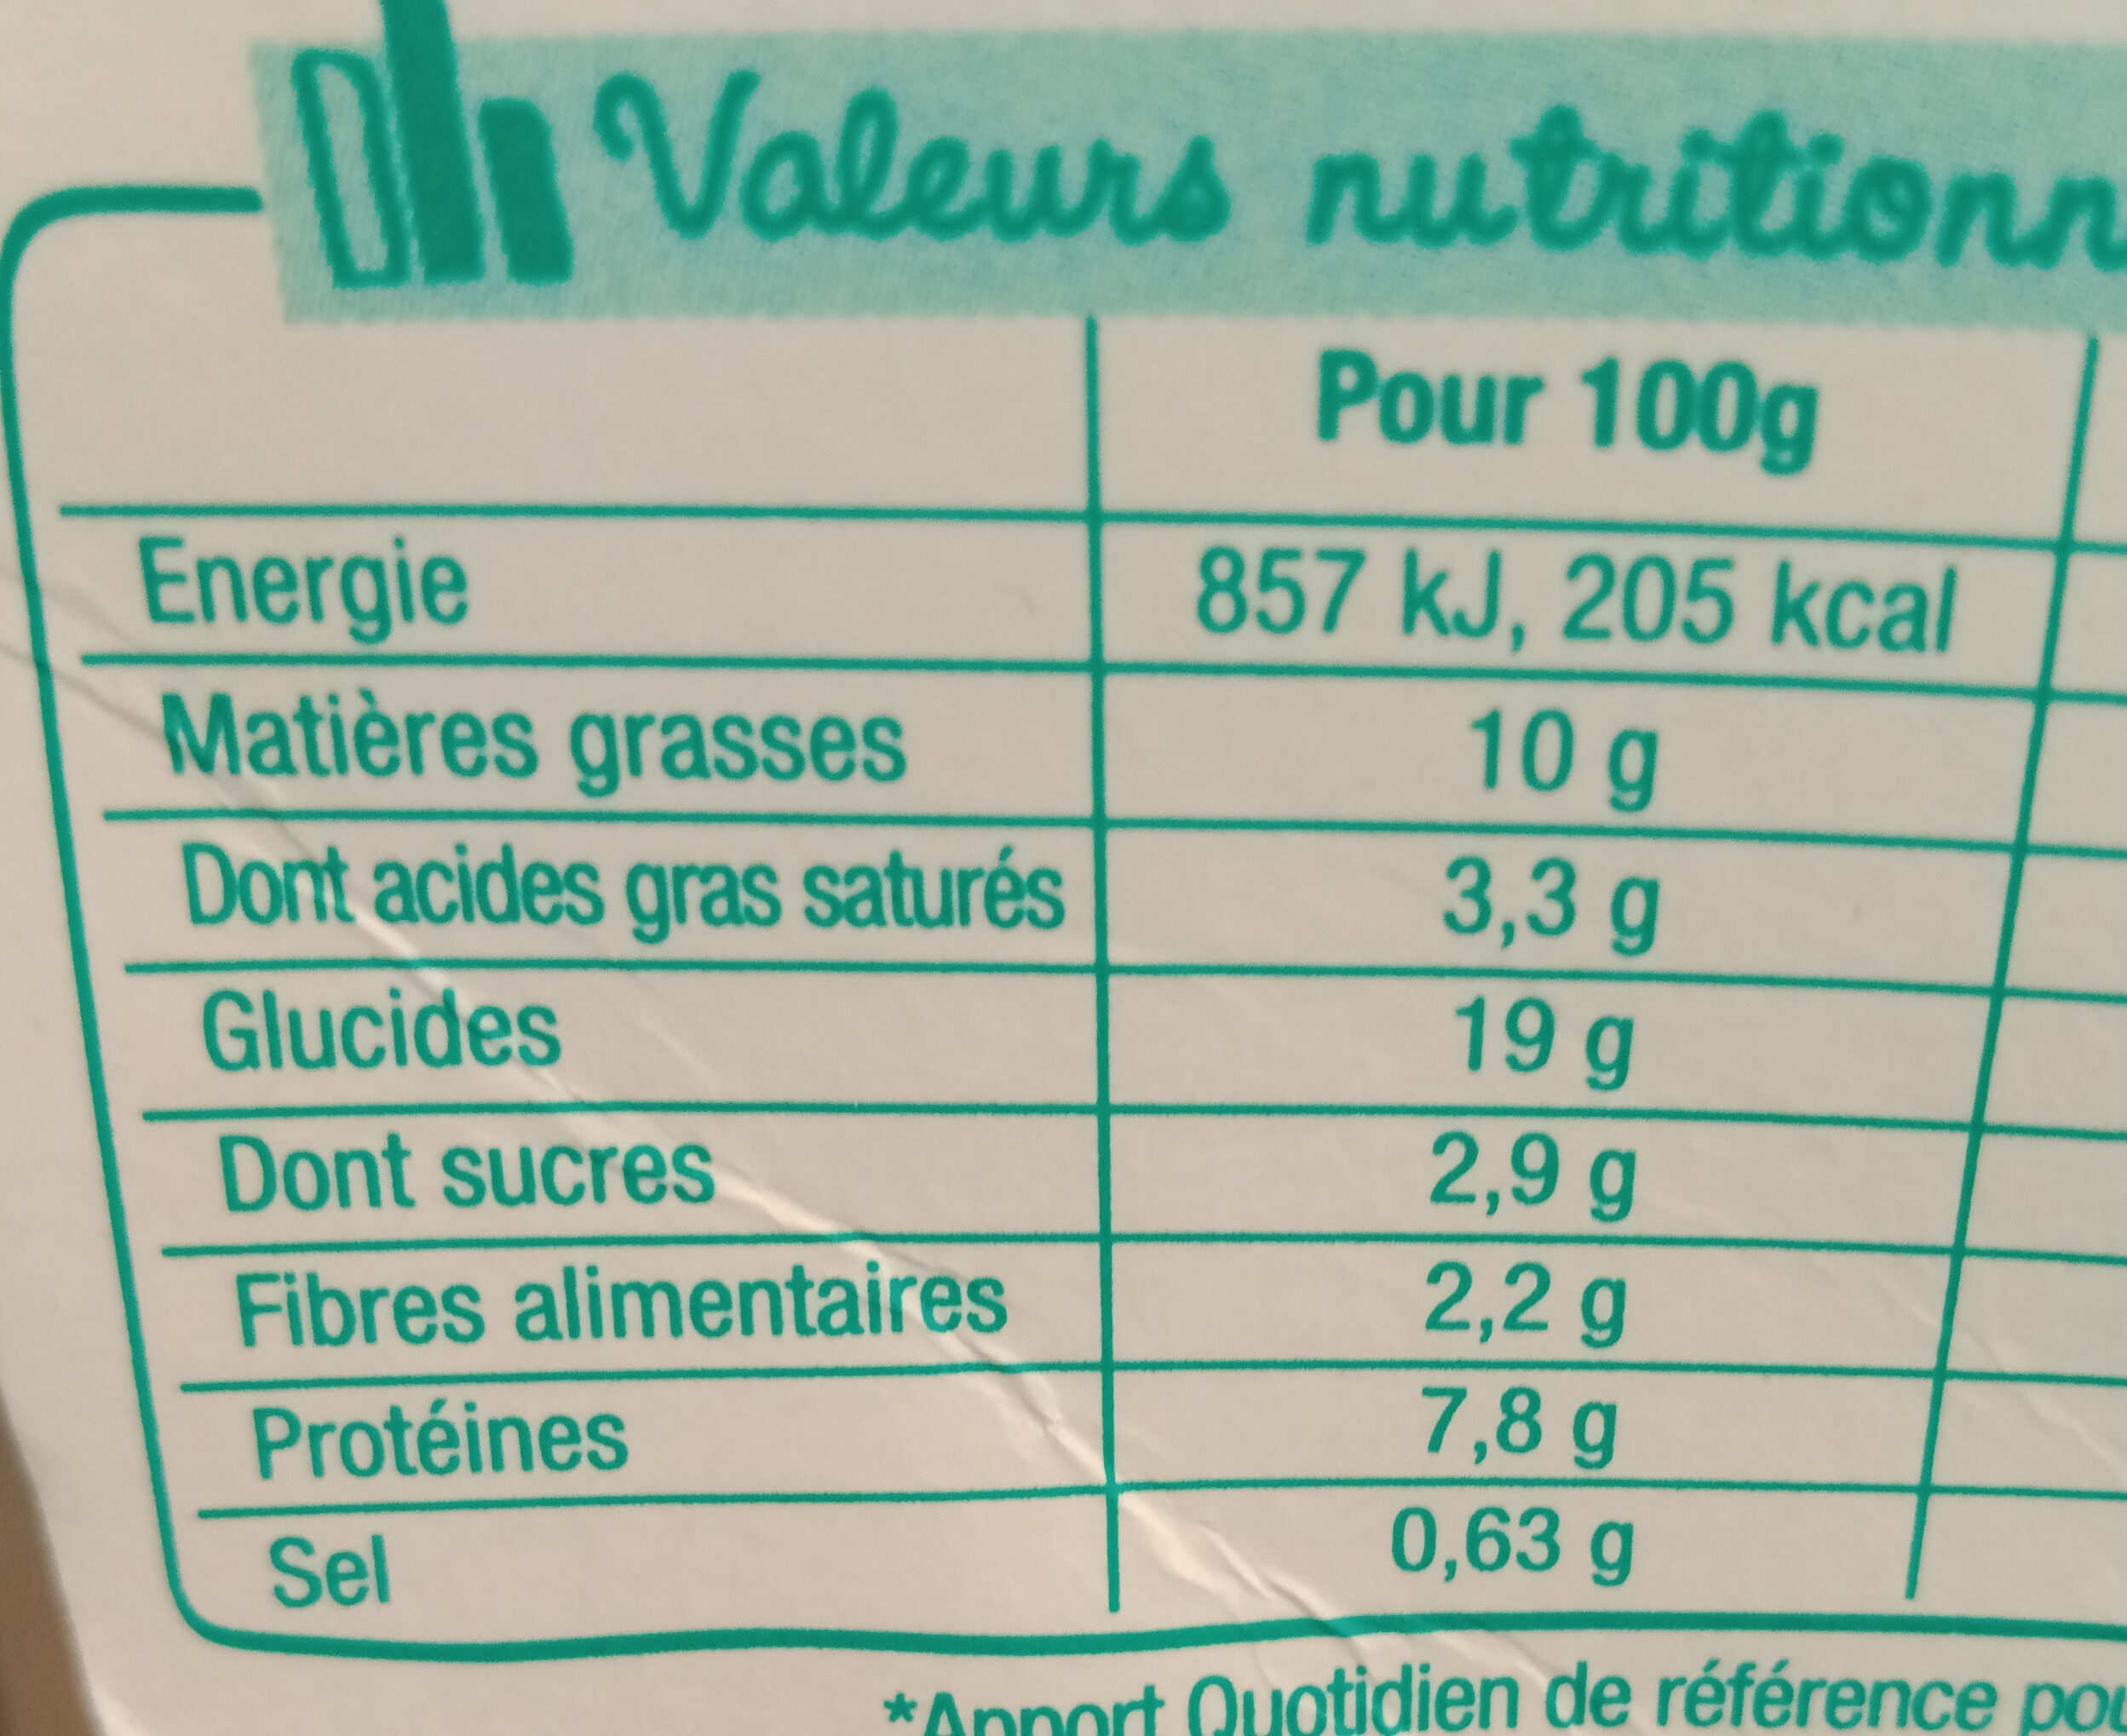 Valeurs nutritionn
Pour 100g
Energie 857 kJ, 205 kcal
Matières grasses 10 g
Dont acides gras saturés 3,3 g
Glucides 19 g
Dont sucres 2,9 g
Fibres alimentaires 2,2 g
Protéines 7,8 g
Sel 0,63 g
*Apport Quotidien de référence pou